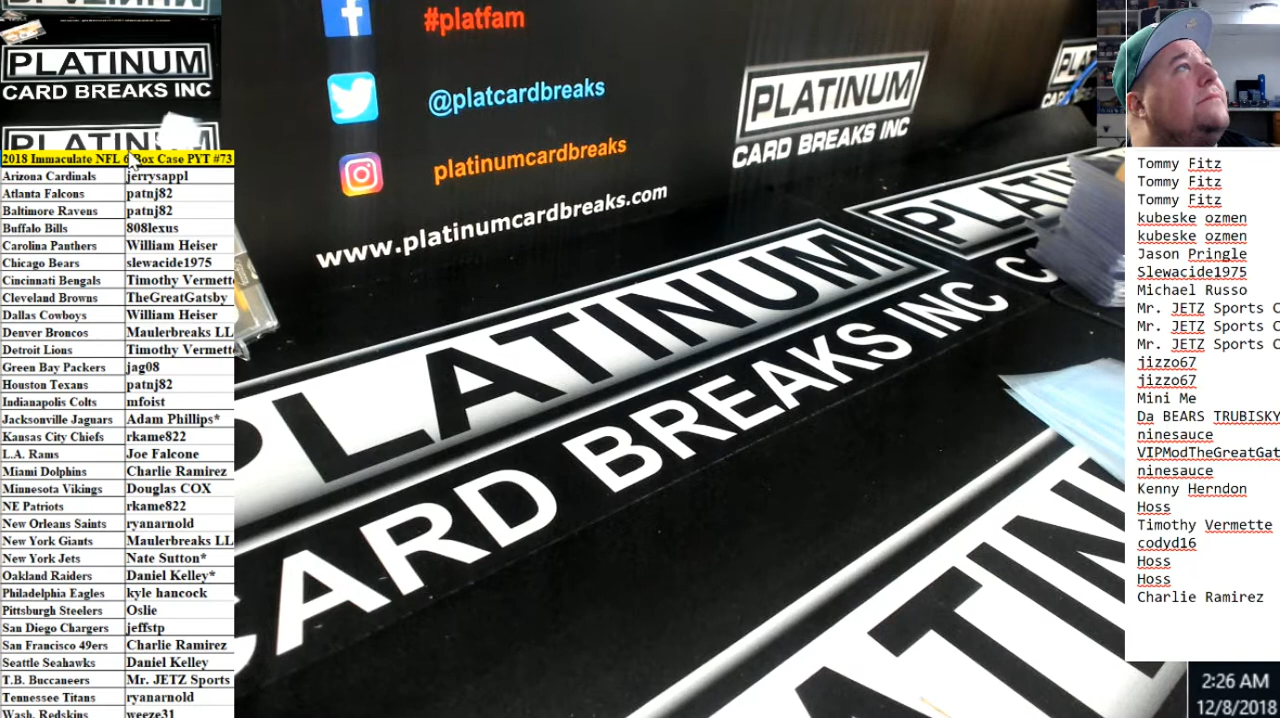 PLATINUM
CARD BREAKS INC
PLATINUM
2018 Immaculate NFL 6 Box Case PYT #73
Arizona Cardinals jerrysappl
Atlanta Falcons patnj82
Baltimore Ravens patnj82
Buffalo Bills 808lexus
Carolina Panthers William Heiser
Chicago Bears slewacide1975
Cincinnati Bengals Timothy Vermette
Cleveland Browns TheGreatGatsby
Dallas Cowboys William Heiser
Denver Broncos Maulerbreaks LL
Detroit Lions Timothy Vermette
Green Bay Packers jag08
Houston Texans patnj82
Indianapolis Colts mfoist
Jacksonville Jaguars Adam Phillips*
Kansas City Chiefs rkame822
L.A. Rams Joe Falcone
Miami Dolphins Charlie Ramirez
Minnesota Vikings Douglas COX
NE Patriots rkame822
New Orleans Saints ryanarnold
New York Giants Maulerbreaks LL
New York Jets Nate Sutton*
Oakland Raiders Daniel Kelley*
Philadelphia Eagles kyle hancock
Pittsburgh Steelers Oslie
San Diego Chargers jeffstp
San Francisco 49ers Charlie Ramirez
Seattle Seahawks Daniel Kelley
T.B. Buccaneers Mr. JETZ Sports
Tennessee Titans ryanarnold
Wash. Redskins weeze31
#platfam
@platcardbreaks
platinumcardbreaks
www.platinumcardbreaks.com
PLATINUM
CARD BREAKS INC
PLATINUM
CARD BREAKS INC
Tommy Fitz
Tommy Fitz
Tommy Fitz
kubeske ozmen
kubeske ozmen
Jason Pringle
Slewacide1975
Michael Russo
Mr. JETZ Sports C
Mr. JETZ Sports C
Mr. JETZ Sports C
jizzo67
jizzo67
Mini Me
Da BEARS TRUBISKY
ninesauce
VIPModTheGreatGat
ninesauce
Kenny Herndon
Hoss
Timothy Vermette
codyd16
Hoss
Hoss
Charlie Ramirez
2:26 AM
12/8/2018